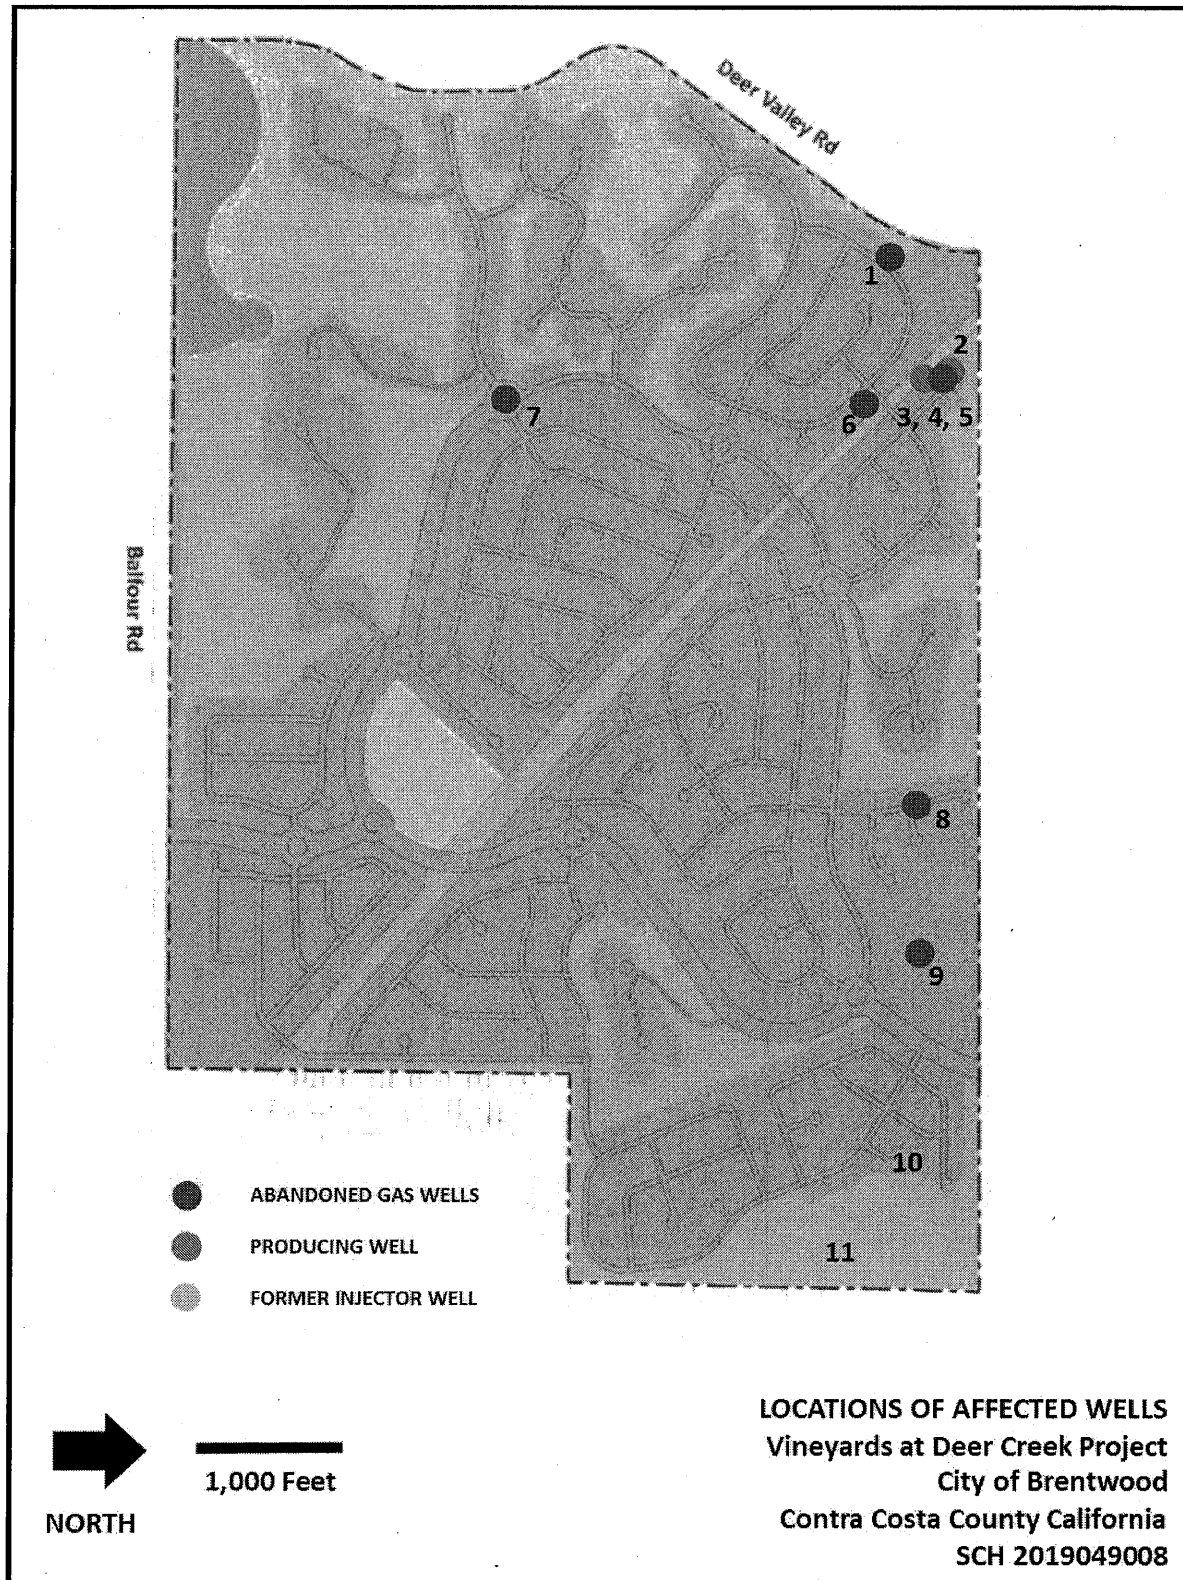 Deer Valley Rd
1
2
3, 4, 5
6
7
Balfour Rd
8
9
10
11
ABANDONED GAS WELLS
PRODUCING WELL
FORMER INJECTOR WELL
NORTH
1,000 Feet
LOCATIONS OF AFFECTED WELLS
Vineyards at Deer Creek Project
City of Brentwood
Contra Costa County California
SCH 2019049008